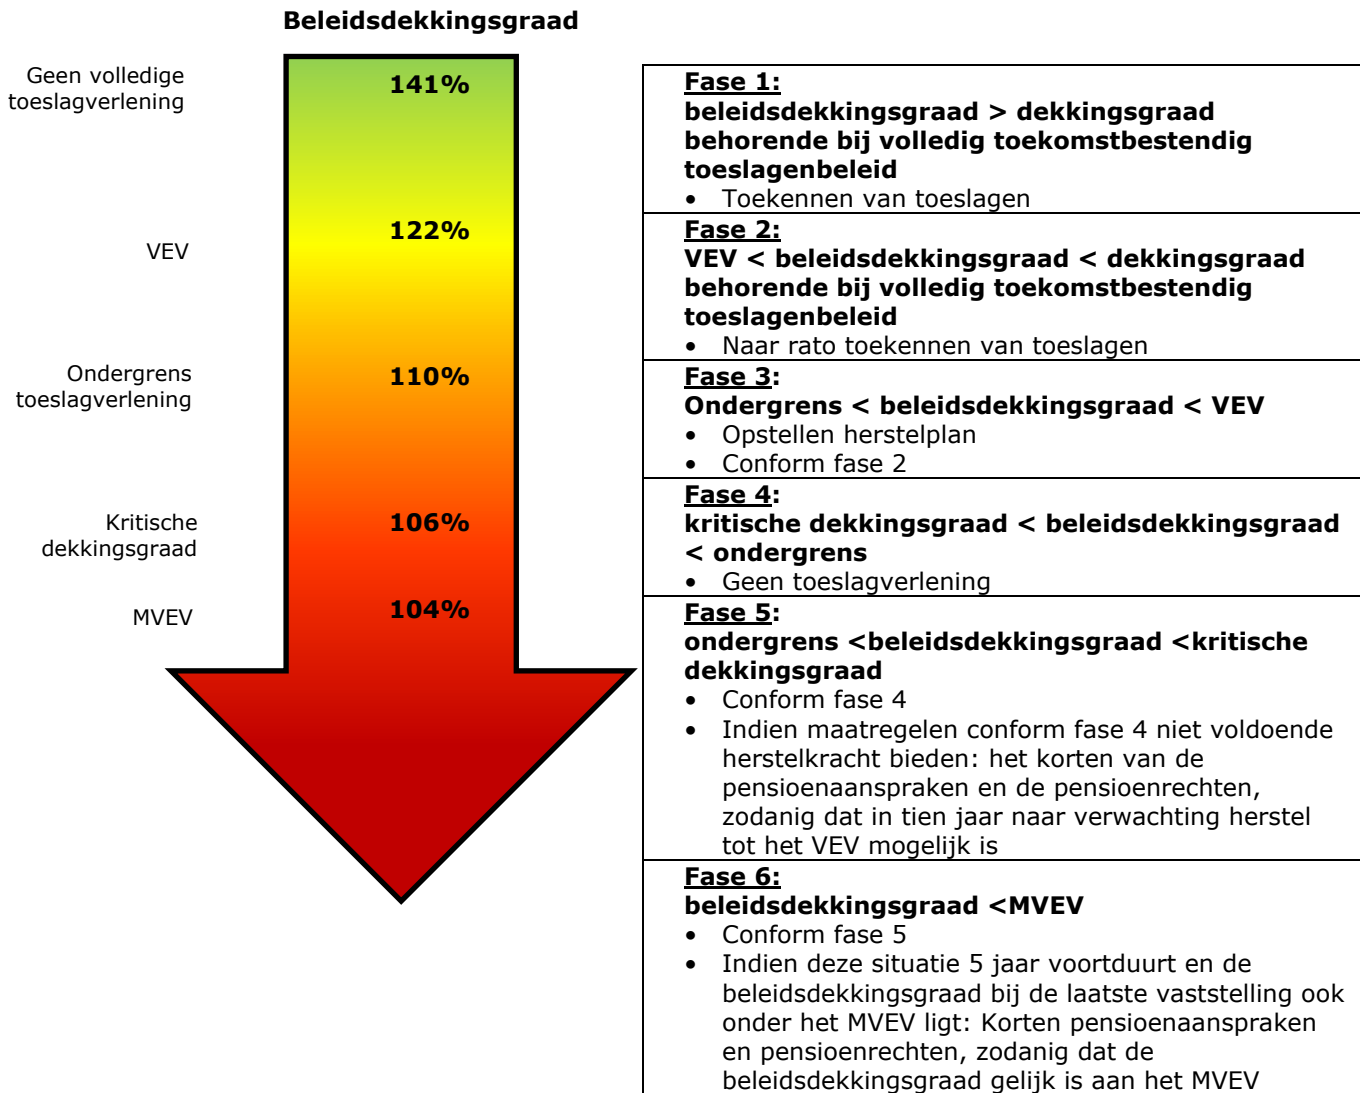 Beleidsdekkingsgraad
Geen volledige
toeslagverlening
141%
VEV
122%
Ondergrens
toeslagverlening
110%
Kritische
dekkingsgraad
106%
MVEV
104%
Fase 1:
beleidsdekkingsgraad > dekkingsgraad
behorende bij volledig toekomstbestendig
toeslagenbeleid
• Toekennen van toeslagen
Fase 2:
VEV < beleidsdekkingsgraad < dekkingsgraad
behorende bij volledig toekomstbestendig
toeslagenbeleid
• Naar rato toekennen van toeslagen
Fase 3:
Ondergrens < beleidsdekkingsgraad < VEV
• Opstellen herstelplan
• Conform fase 2
Fase 4:
kritische dekkingsgraad < beleidsdekkingsgraad
< ondergrens
• Geen toeslagverlening
Fase 5:
ondergrens <beleidsdekkingsgraad <kritische
dekkingsgraad
• Conform fase 4
• Indien maatregelen conform fase 4 niet voldoende
herstelkracht bieden: het korten van de
pensioenaanspraken en de pensioenrechten,
zodanig dat in tien jaar naar verwachting herstel
tot het VEV mogelijk is
Fase 6:
beleidsdekkingsgraad <MVEV
• Conform fase 5
• Indien deze situatie 5 jaar voortduurt en de
beleidsdekkingsgraad bij de laatste vaststelling ook
onder het MVEV ligt: Korten pensioenaanspraken
en pensioenrechten, zodanig dat de
beleidsdekkingsgraad gelijk is aan het MVEV